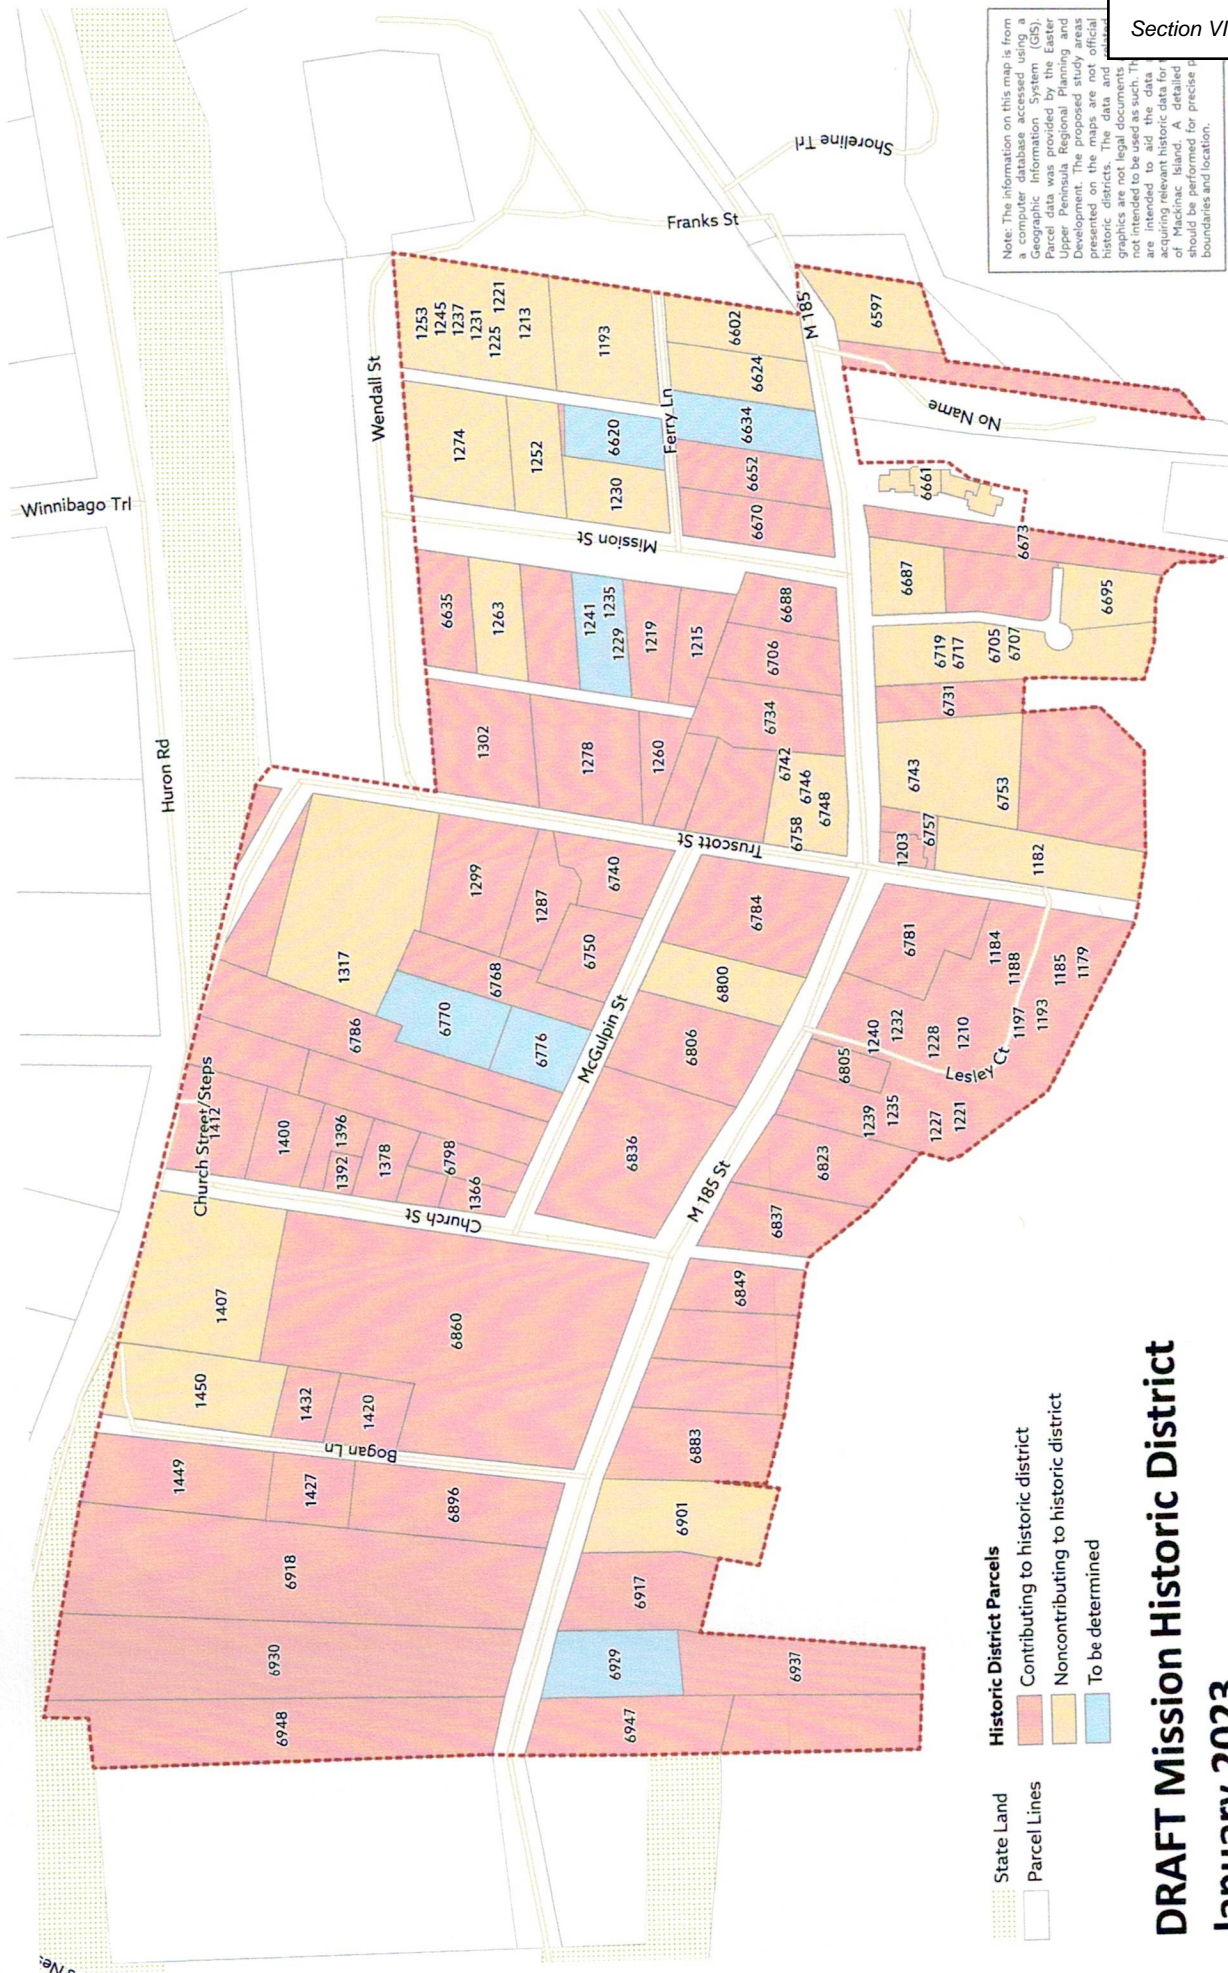 Section VI
Note: The information on this map is from
a computer database accessed using a
Geographic Information System (GIS).
Parcel data was provided by the Easter
Upper Peninsula Regional Planning and
Development. The proposed study areas
presented on the maps are not official
historic districts. The data and related
graphics are not legal documents
not intended to be used as such. Th
are intended to aid the data
acquiring relevant historic data for
of Mackinac Island. A detailed
should be performed for precise p
boundaries and location.
Winnibago Trl
Huron Rd
Wendall St
Shoreline Trl
Franks St
M 185
No Name
Ferry Ln
Mission St
Truscott St
McGulpin St
Church Street/Steps
Church St
M 185 St
Lesley Ct
Bogan Ln
1253
1245
1237
1231
1225
1221
1213
1193
6602
6624
6597
1274
1252
6620
1230
6634
6652
6670
6661
6673
6635
1263
1241
1235
1229
1219
1215
6688
6706
6734
6687
6695
6719
6717
6705
6707
6731
1302
1278
1260
6742
6746
6748
6758
6743
6753
6757
1203
1182
1317
1299
1287
6740
6750
6768
6770
6776
6786
6784
6800
6806
6836
6781
1184
1188
1185
1179
1197
1193
1240
1232
1228
1210
6805
1239
1235
1227
1221
6823
6837
1412
1400
1396
1392
1378
6798
1366
1407
1450
6860
1432
1420
6849
6883
1449
1427
6896
6901
6918
6917
6930
6929
6937
6948
6947
State Land
Parcel Lines
Historic District Parcels
Contributing to historic district
Noncontributing to historic district
To be determined
DRAFT Mission Historic District
January 2023